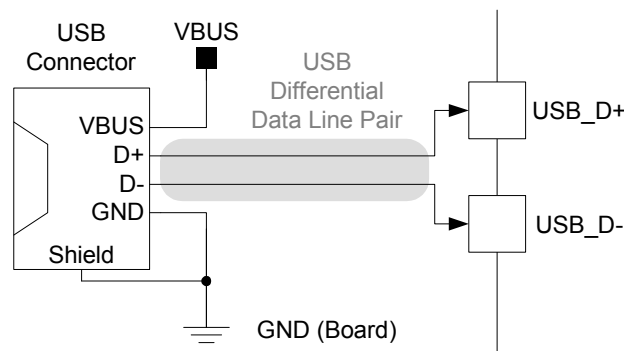 USB
Connector
VBUS
USB
Differential
Data Line Pair
VBUS
D+
D-
GND
Shield
USB_D+
USB_D-
GND (Board)